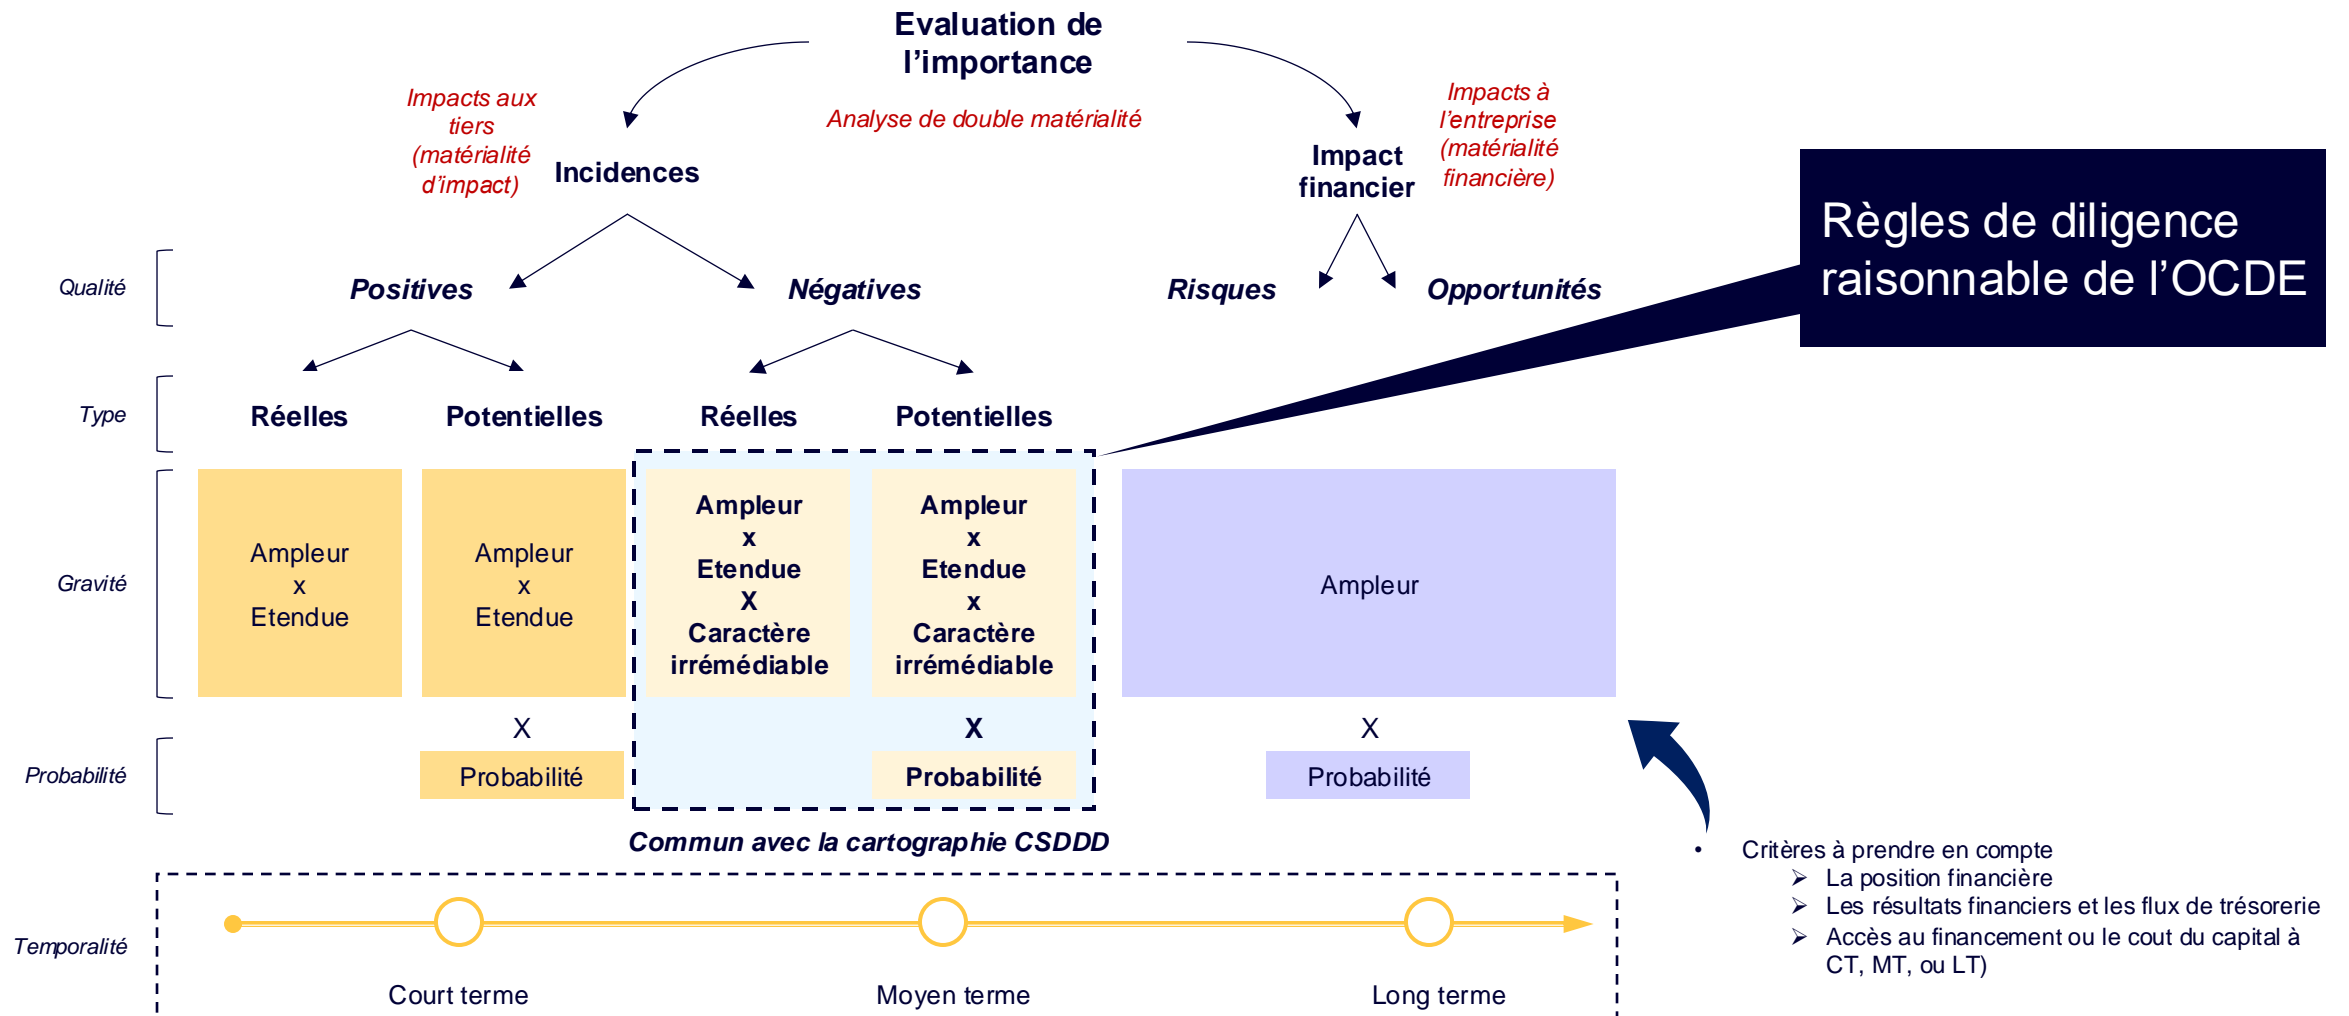 Evaluation de
l'importance
Analyse de double matérialité
Impacts aux
tiers
(matérialité
d'impact)
Incidences
Impacts à
l'entreprise
(matérialité
financière)
Impact
financier
Règles de diligence
raisonnable de l'OCDE
Qualité
Positives
Négatives
Risques
Opportunités
Type
Réelles
Potentielles
Réelles
Potentielles
Gravité
Ampleur
x
Etendue
Ampleur
x
Etendue
Ampleur
x
Etendue
X
Caractère
irrémédiable
Ampleur
x
Etendue
x
Caractère
irrémédiable
Ampleur
X
X
X
Probabilité
Probabilité
Probabilité
Probabilité
Commun avec la cartographie CSDDD
• Critères à prendre en compte
➢ La position financière
➢ Les résultats financiers et les flux de trésorerie
➢ Accès au financement ou le cout du capital à
CT, MT, ou LT)
Temporalité
Court terme
Moyen terme
Long terme